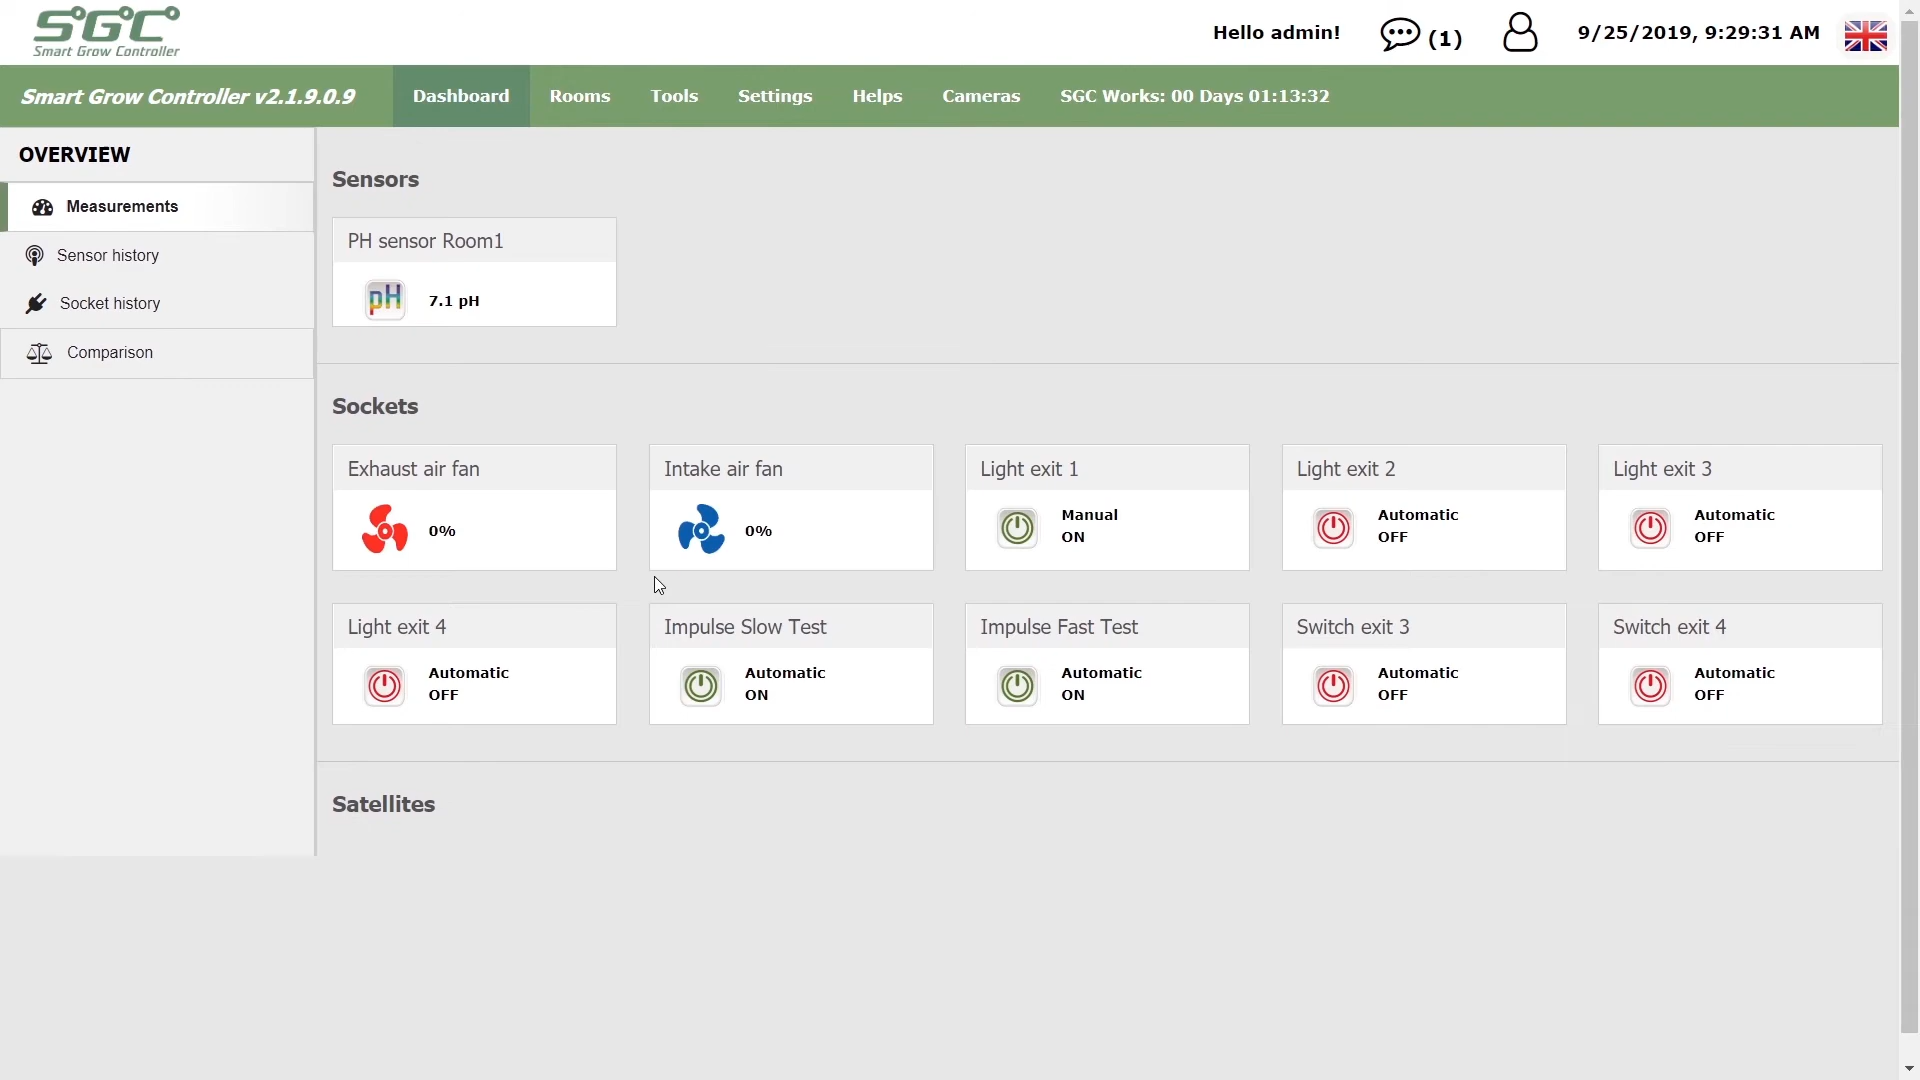 SGC
Smart Grow Controller
Hello admin!
(1)
9/25/2019, 9:29:31 AM
Smart Grow Controller v2.1.9.0.9
Dashboard
Rooms
Tools
Settings
Helps
Cameras
SGC Works: 00 Days 01:13:32
OVERVIEW
Measurements
Sensor history
Socket history
Comparison
Sensors
PH sensor Room1
pH
7.1 pH
Sockets
Exhaust air fan
0%
Intake air fan
0%
Light exit 1
Manual
ON
Light exit 2
Automatic
OFF
Light exit 3
Automatic
OFF
Light exit 4
Automatic
OFF
Impulse Slow Test
Automatic
ON
Impulse Fast Test
Automatic
ON
Switch exit 3
Automatic
OFF
Switch exit 4
Automatic
OFF
Satellites